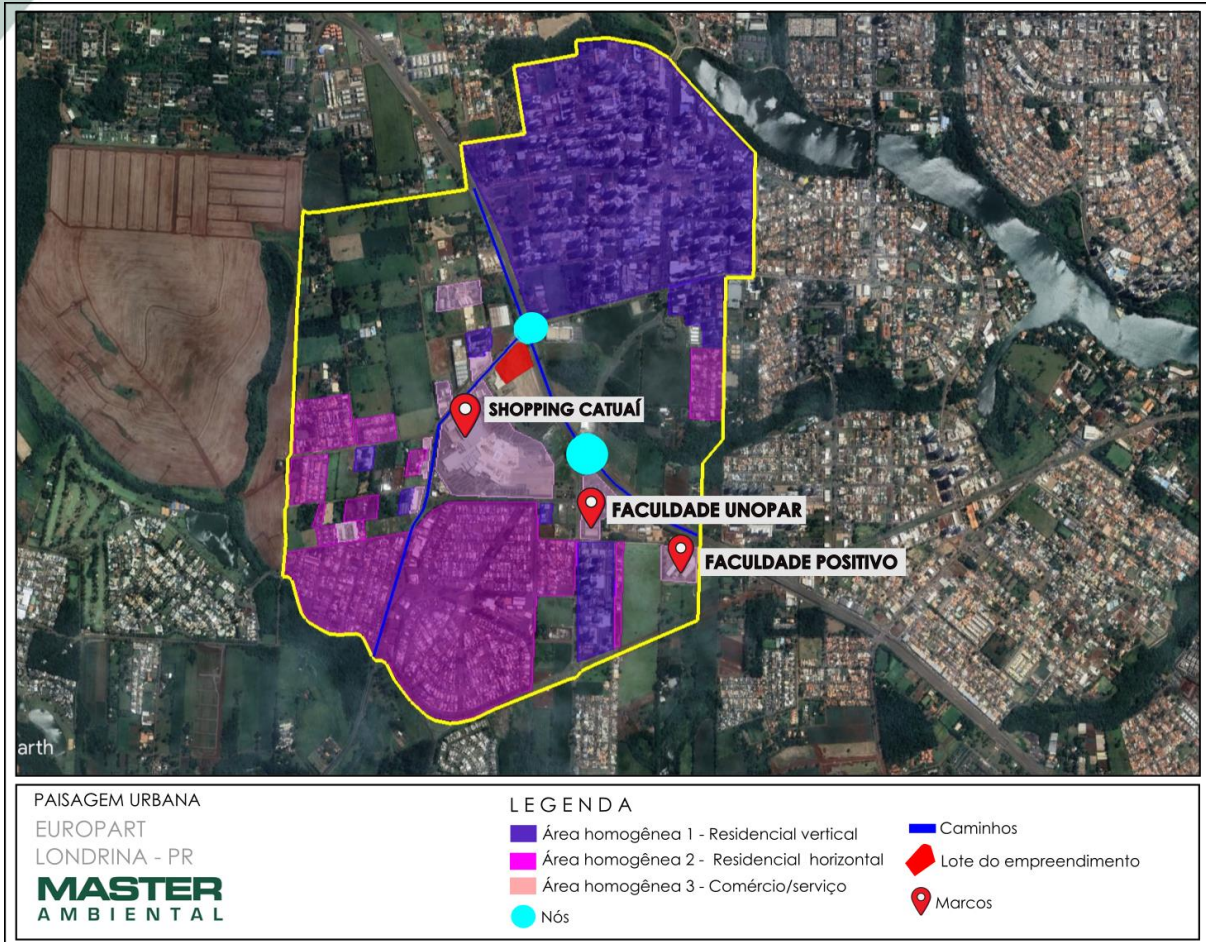 SHOPPING CATUAÍ
FACULDADE UNOPAR
FACULDADE POSITIVO
arth
PAISAGEM URBANA
EUROPART
LONDRINA - PR
MASTER
AMBIENTAL
LEGENDA
Área homogênea 1 - Residencial vertical
Área homogênea 2 - Residencial horizontal
Área homogênea 3 - Comércio/serviço
Nós
Caminhos
Lote do empreendimento
Marcos